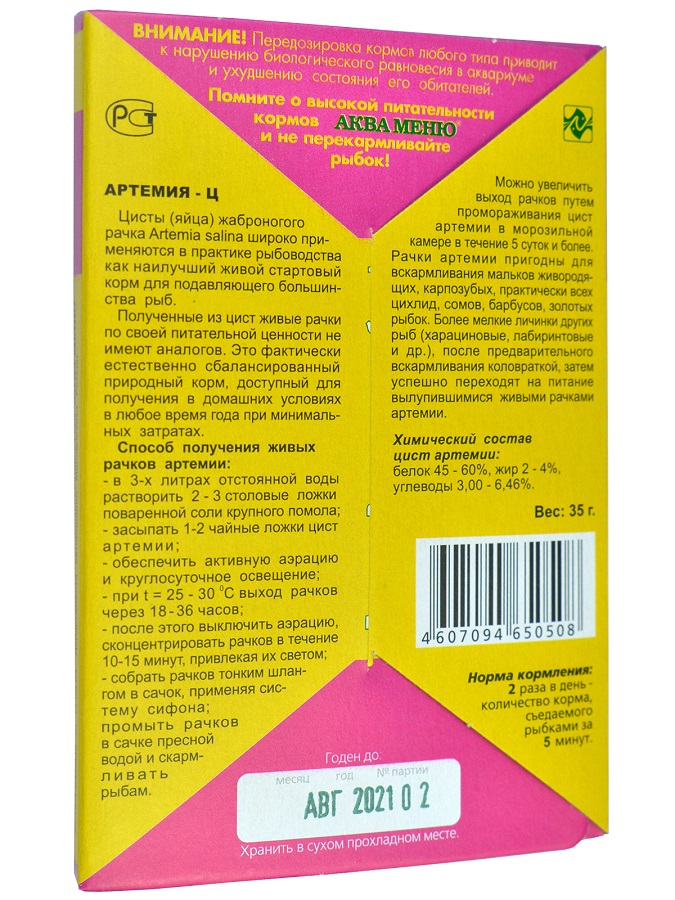 ВНИМАНИЕ! Передозировка кормов любого типа приводит
к нарушению биологического равновесия в аквариуме
и ухудшению состояния его обитателей.
Помните о высокой питательности
кормов АКВА МЕНЮ
и не перекармливайте
рыбок!
РСТ
АРТЕМИЯ - Ц
Цисты (яйца) жаброногого
рачка Artemia salina широко при-
меняются в практике рыбоводства
как наилучший живой стартовый
корм для подавляющего большин-
ства рыб.
Полученные из цист живые рачки
по своей питательной ценности не
имеют аналогов. Это фактически
естественно сбалансированный
природный корм, доступный для
получения в домашних условиях
в любое время года при минималь-
ных затратах.
Способ получения живых
рачков артемии:
- в 3-х литрах отстоянной воды
растворить 2 - 3 столовые ложки
поваренной соли крупного помола;
- засыпать 1-2 чайные ложки цист
артемии;
- обеспечить активную аэрацию
и круглосуточное освещение;
- при t = 25 - 30 °С выход рачков
через 18 - 36 часов;
- после этого выключить аэрацию,
сконцентрировать рачков в течение
10-15 минут, привлекая их светом;
- собрать рачков тонким шлан-
гом в сачок, применяя сис-
тему сифона;
промыть рачков
в сачке пресной
водой и скарм-
ливать
рыбам.
Можно увеличить
выход рачков путем
промораживания цист
артемии в морозильной
камере в течение 5 суток и более.
Рачки артемии пригодны для
вскармливания мальков живородя-
щих, карпозубых, практически всех
цихлид, сомов, барбусов, золотых
рыбок. Более мелкие личинки других
рыб (харациновые, лабиринтовые
и др.), после предварительного
вскармливания коловраткой, затем
успешно переходят на питание
вылупившимися живыми рачками
артемии.
Химический состав
цист артемии:
белок 45 - 60%, жир 2 - 4%,
углеводы 3,00 - 6,46%.
Вес: 35 г.
4 607094 650508
Норма кормления:
2 раза в день -
количество корма,
съедаемого
рыбками за
5 минут.
Годен до:
месяц год № партии
АВГ 2021 0 2
Хранить в сухом прохладном месте.